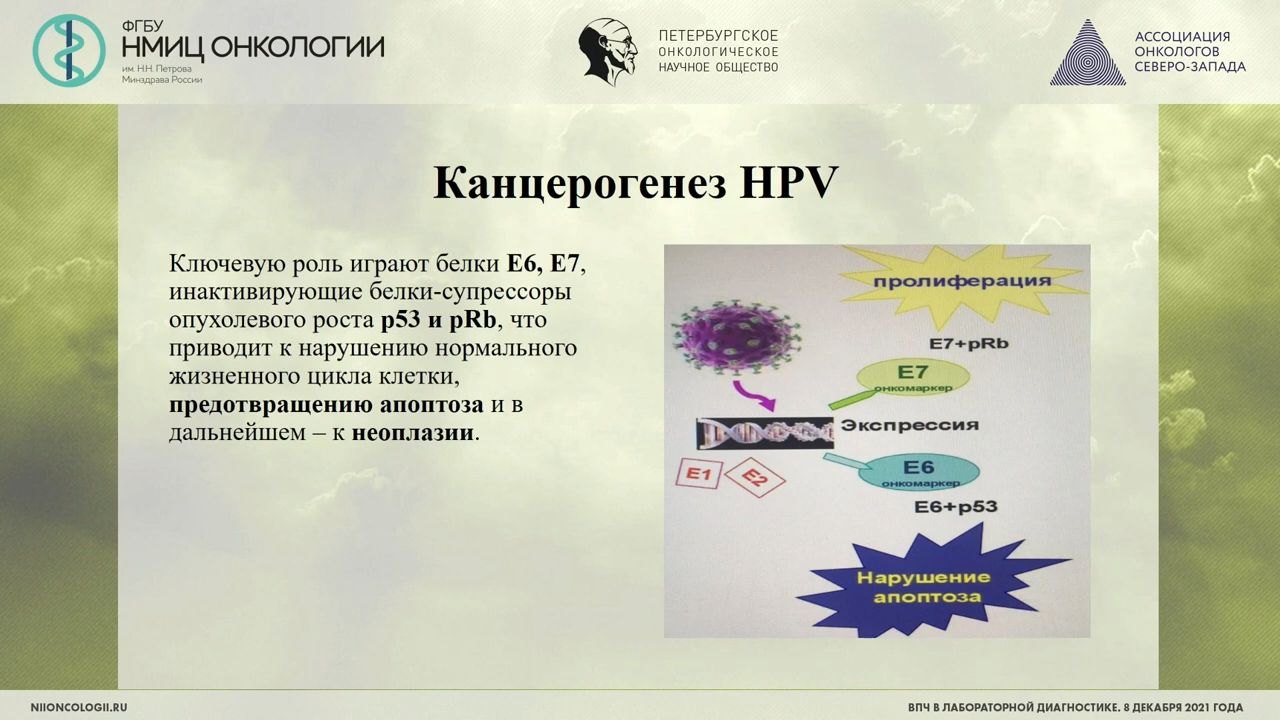 ФГБУ
НМИЦ ОНКОЛОГИИ
им. Н.Н. Петрова
Минздрава России
ПЕТЕРБУРГСКОЕ
ОНКОЛОГИЧЕСКОЕ
НАУЧНОЕ ОБЩЕСТВО
АССОЦИАЦИЯ
ОНКОЛОГОВ
СЕВЕРО-ЗАПАДА
Канцерогенез HPV
Ключевую роль играют белки Е6, Е7,
инактивирующие белки-супрессоры
опухолевого роста p53 и pRb, что
приводит к нарушению нормального
жизненного цикла клетки,
предотвращению апоптоза и в
дальнейшем – к неоплазии.
пролиферация
E7+pRb
E7
онкомаркер
Экспрессия
E1
E2
E6
онкомаркер
E6+p53
Нарушение
апоптоза
NIIONCOLOGII.RU
ВПЧ В ЛАБОРАТОРНОЙ ДИАГНОСТИКЕ. 8 ДЕКАБРЯ 2021 ГОДА